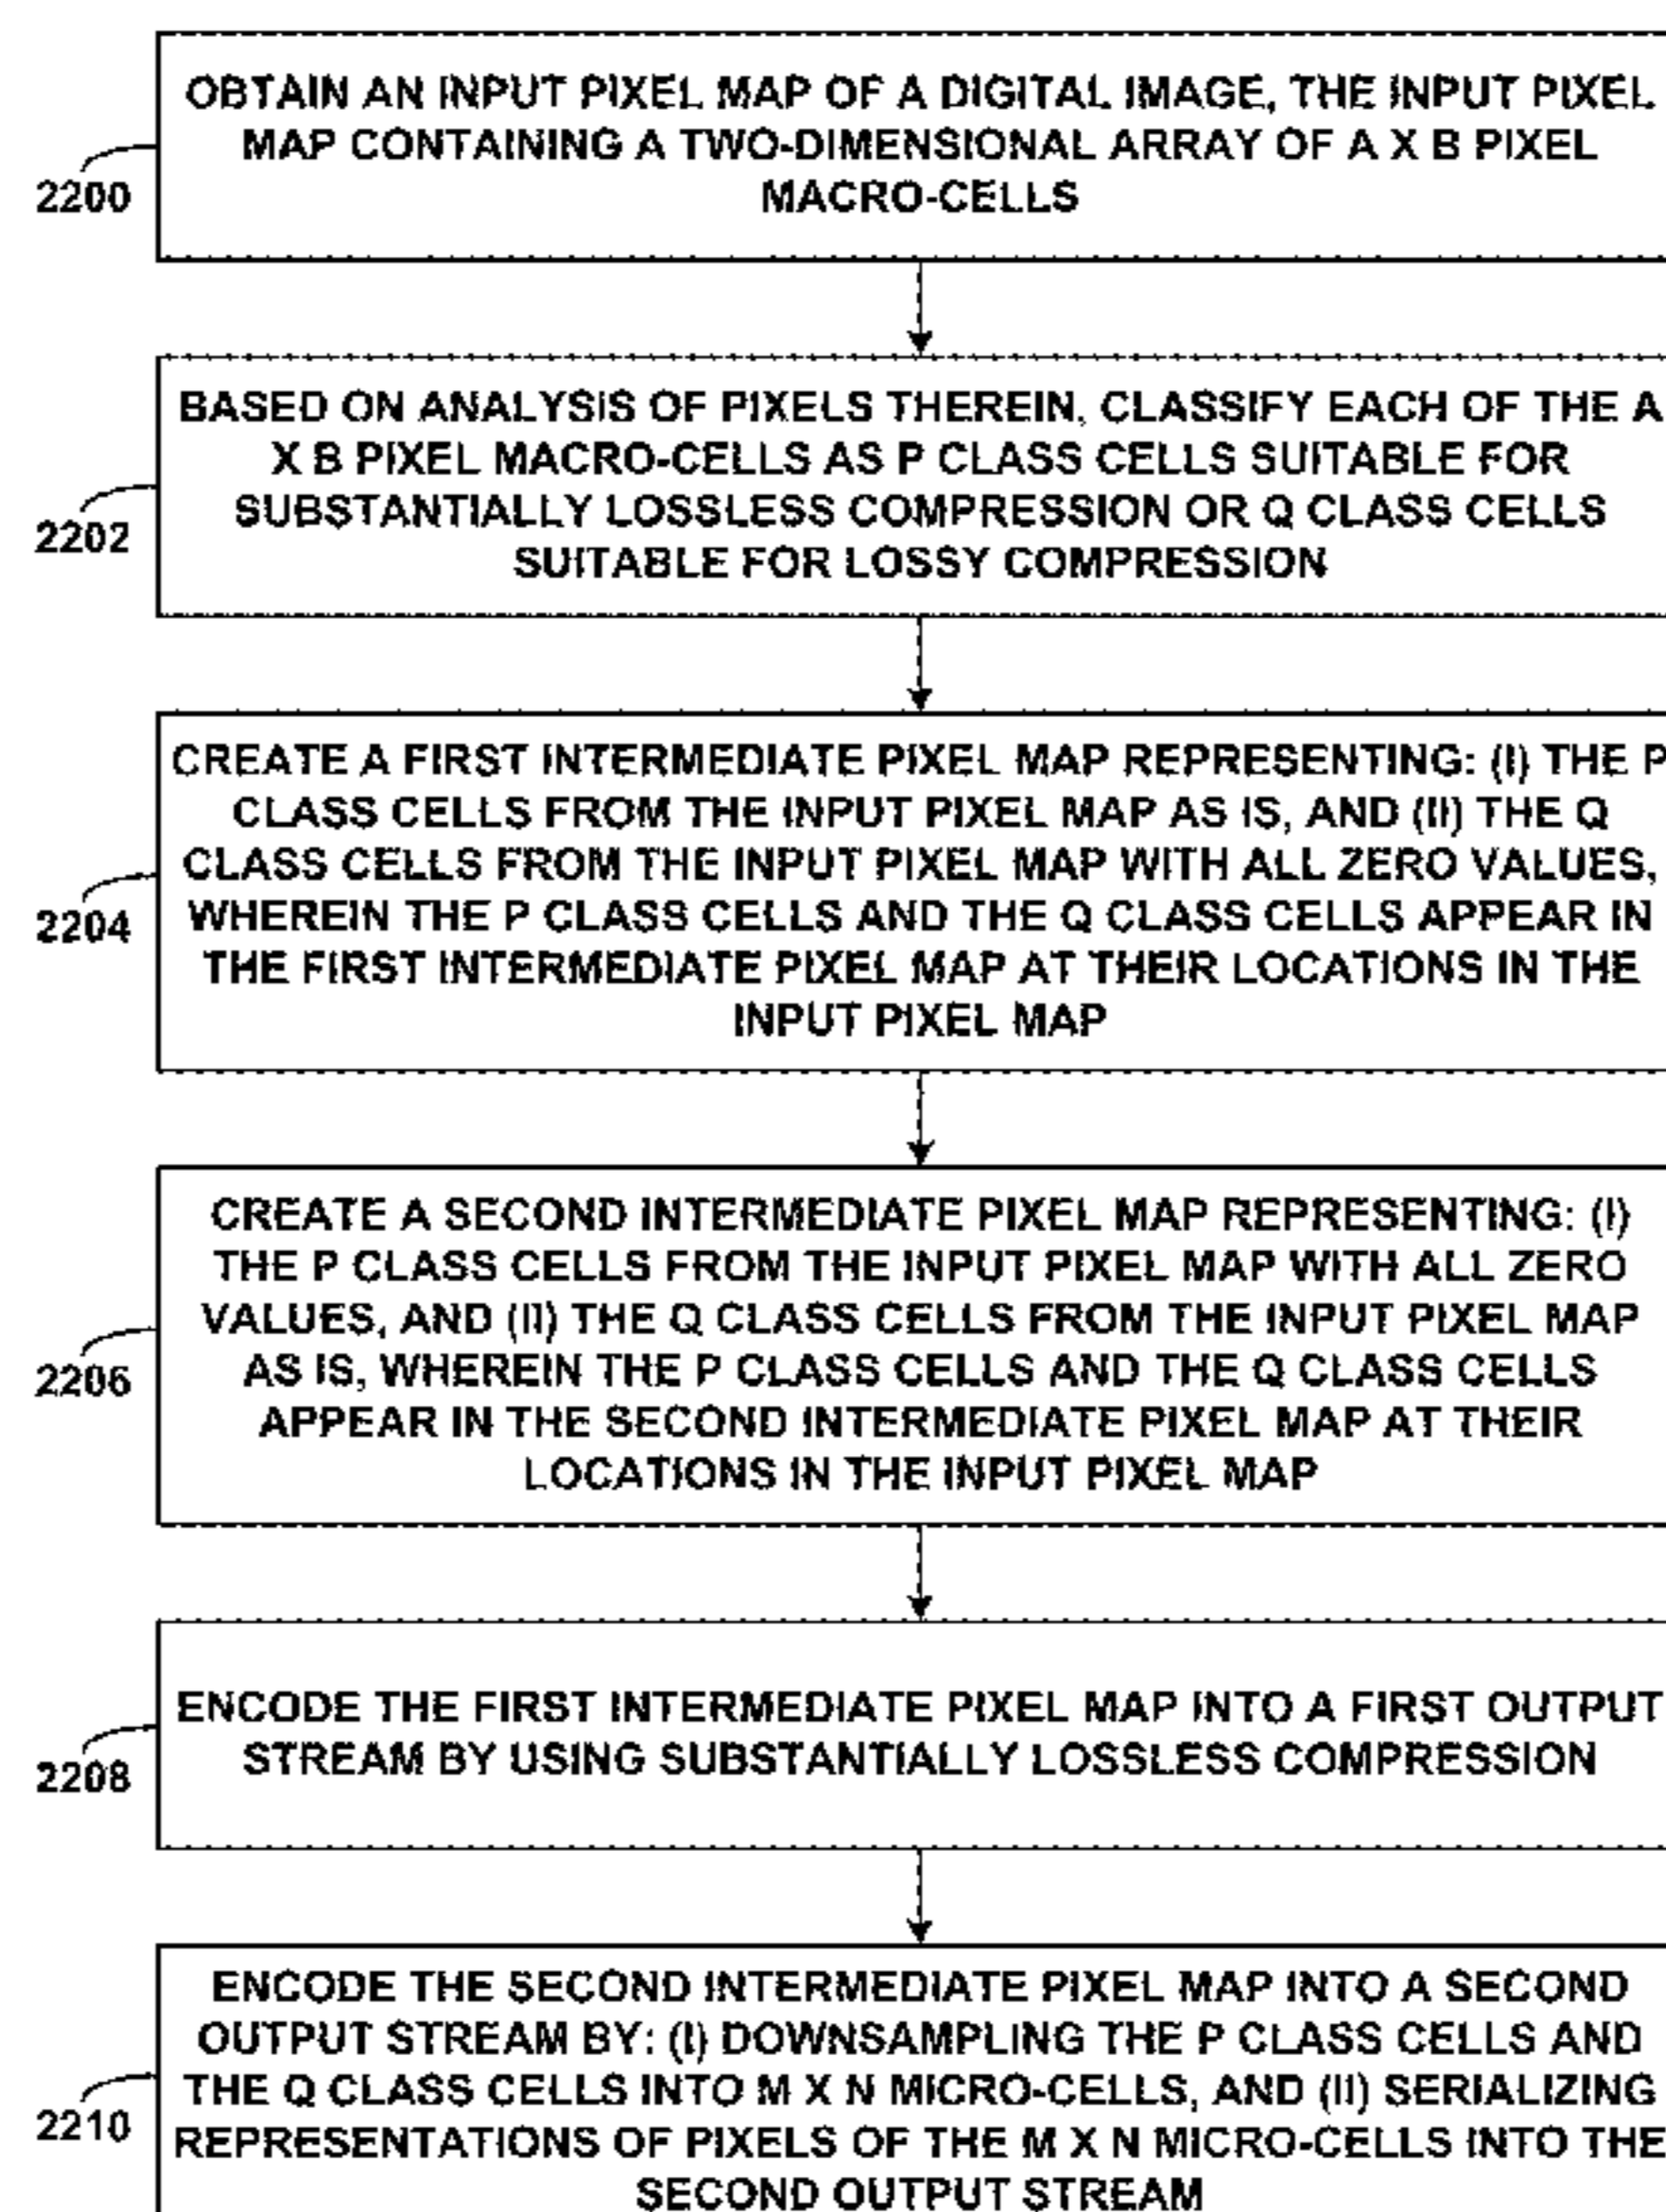 OBTAIN AN INPUT PIXEL MAP OF A DIGITAL IMAGE, THE INPUT PIXEL
MAP CONTAINING A TWO-DIMENSIONAL ARRAY OF A X B PIXEL
MACRO-CELLS
2200
BASED ON ANALYSIS OF PIXELS THEREIN, CLASSIFY EACH OF THE A
X B PIXEL MACRO-CELLS AS P CLASS CELLS SUITABLE FOR
SUBSTANTIALLY LOSSLESS COMPRESSION OR Q CLASS CELLS
SUITABLE FOR LOSSY COMPRESSION
2202
CREATE A FIRST INTERMEDIATE PIXEL MAP REPRESENTING: (I) THE P
CLASS CELLS FROM THE INPUT PIXEL MAP AS IS, AND (II) THE Q
CLASS CELLS FROM THE INPUT PIXEL MAP WITH ALL ZERO VALUES,
WHEREIN THE P CLASS CELLS AND THE Q CLASS CELLS APPEAR IN
THE FIRST INTERMEDIATE PIXEL MAP AT THEIR LOCATIONS IN THE
INPUT PIXEL MAP
2204
CREATE A SECOND INTERMEDIATE PIXEL MAP REPRESENTING: (I)
THE P CLASS CELLS FROM THE INPUT PIXEL MAP WITH ALL ZERO
VALUES, AND (II) THE Q CLASS CELLS FROM THE INPUT PIXEL MAP
AS IS, WHEREIN THE P CLASS CELLS AND THE Q CLASS CELLS
APPEAR IN THE SECOND INTERMEDIATE PIXEL MAP AT THEIR
LOCATIONS IN THE INPUT PIXEL MAP
2206
ENCODE THE FIRST INTERMEDIATE PIXEL MAP INTO A FIRST OUTPUT
STREAM BY USING SUBSTANTIALLY LOSSLESS COMPRESSION
2208
ENCODE THE SECOND INTERMEDIATE PIXEL MAP INTO A SECOND
OUTPUT STREAM BY: (I) DOWNSAMPLING THE P CLASS CELLS AND
THE Q CLASS CELLS INTO M X N MICRO-CELLS, AND (II) SERIALIZING
REPRESENTATIONS OF PIXELS OF THE M X N MICRO-CELLS INTO THE
SECOND OUTPUT STREAM
2210